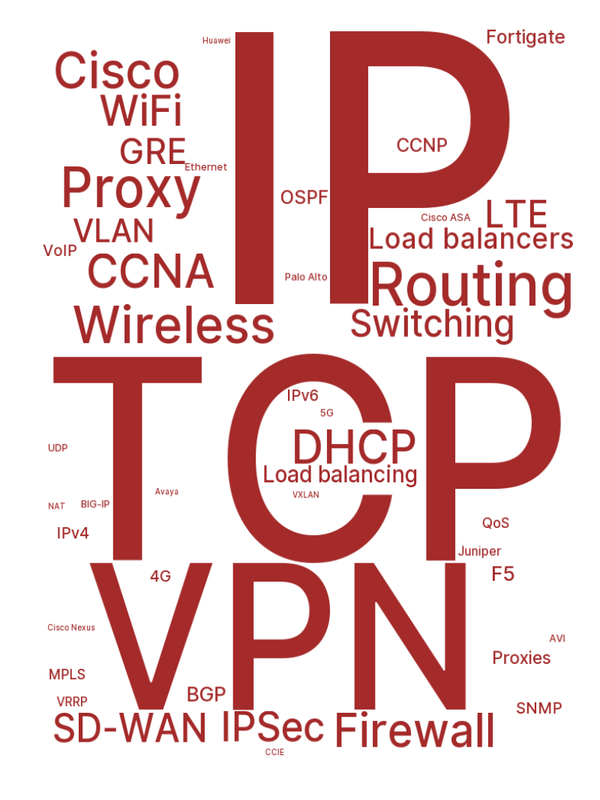 Huawei
Fortigate
IP
Cisco
WiFi
GRE
CCNP
Ethernet
Proxy
OSPF
Cisco ASA
LTE
VLAN
Load balancers
VoIP
CCNA
Palo Alto
Routing
Wireless
Switching
TCP
IPv6
5G
DHCP
UDP
Load balancing
Avaya
VXLAN
NAT
BIG-IP
IPv4
QoS
Juniper
4G
F5
VPN
Cisco Nexus
AVI
Proxies
MPLS
BGP
VRRP
SNMP
SD-WAN
IPSec
Firewall
CCIE